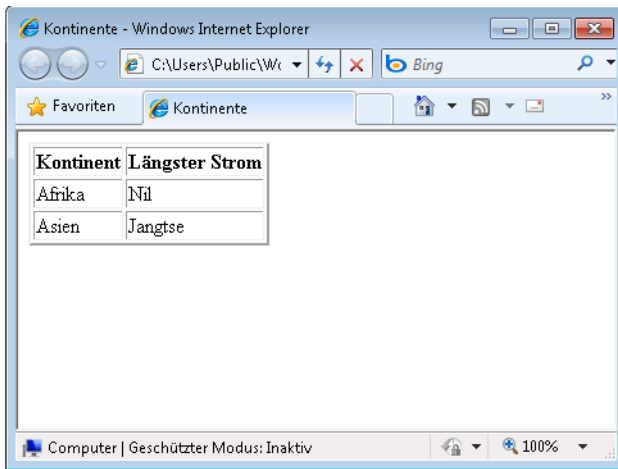 Kontinente - Windows Internet Explorer
C:\Users\Public\Wc
Bing
Favoriten
Kontinente
Kontinent Längster Strom
Afrika Nil
Asien Jangtse
Computer | Geschützter Modus: Inaktiv
100%